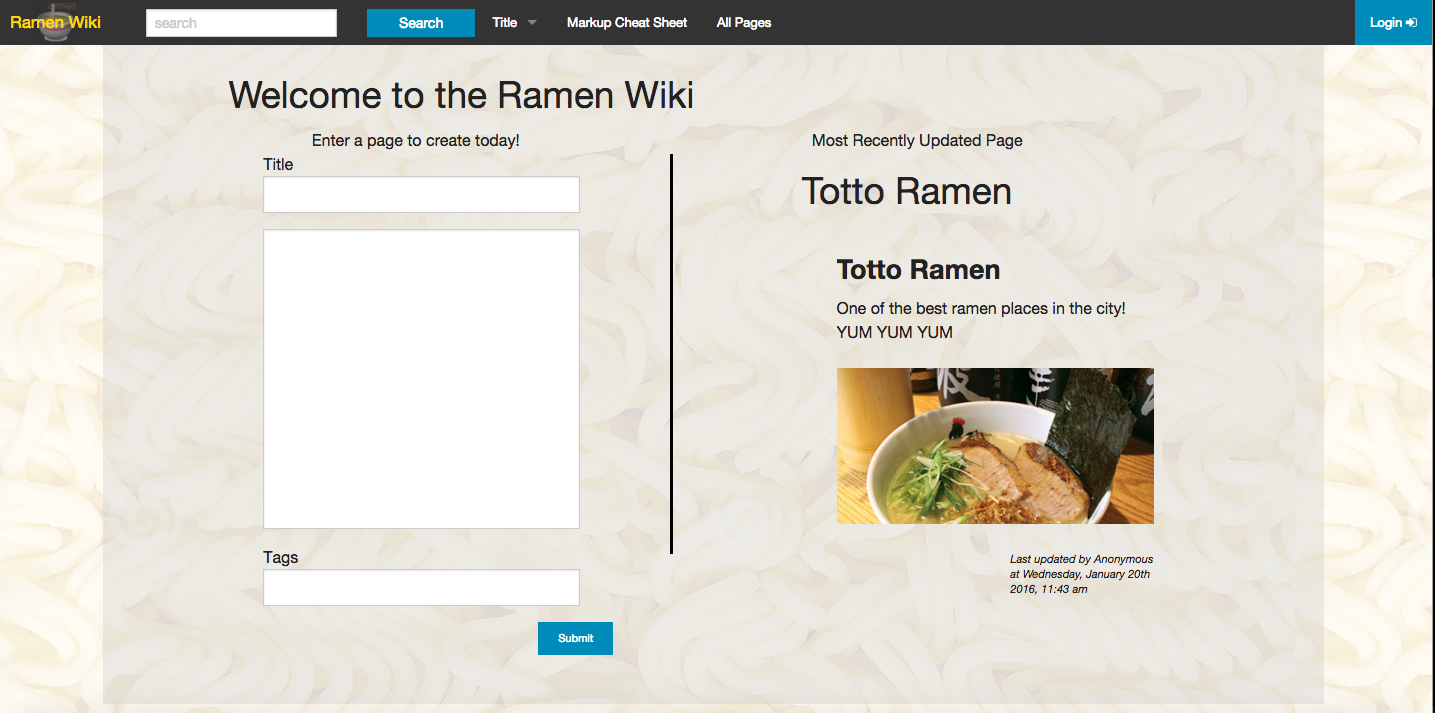 Ramen Wiki
search
Search
Title
Markup Cheat Sheet
All Pages
Login
Welcome to the Ramen Wiki
Enter a page to create today!
Title
Tags
Submit
Most Recently Updated Page
Totto Ramen
Totto Ramen
One of the best ramen places in the city!
YUM YUM YUM
Last updated by Anonymous
at Wednesday, January 20th
2016, 11:43 am